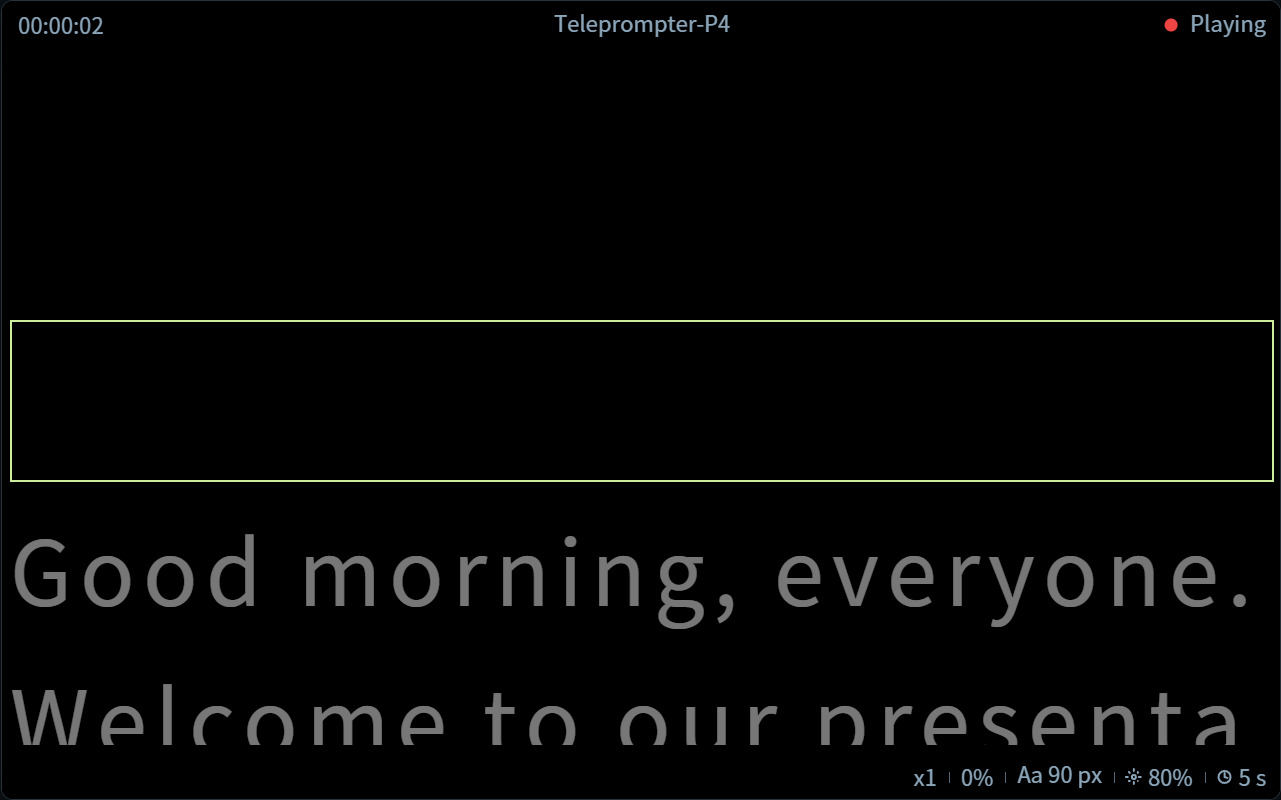 00:00:02 Teleprompter-P4 Playing
Good morning, everyone.
Welcome to our presenta
x1 0% Aa 90 px 80% 5 s